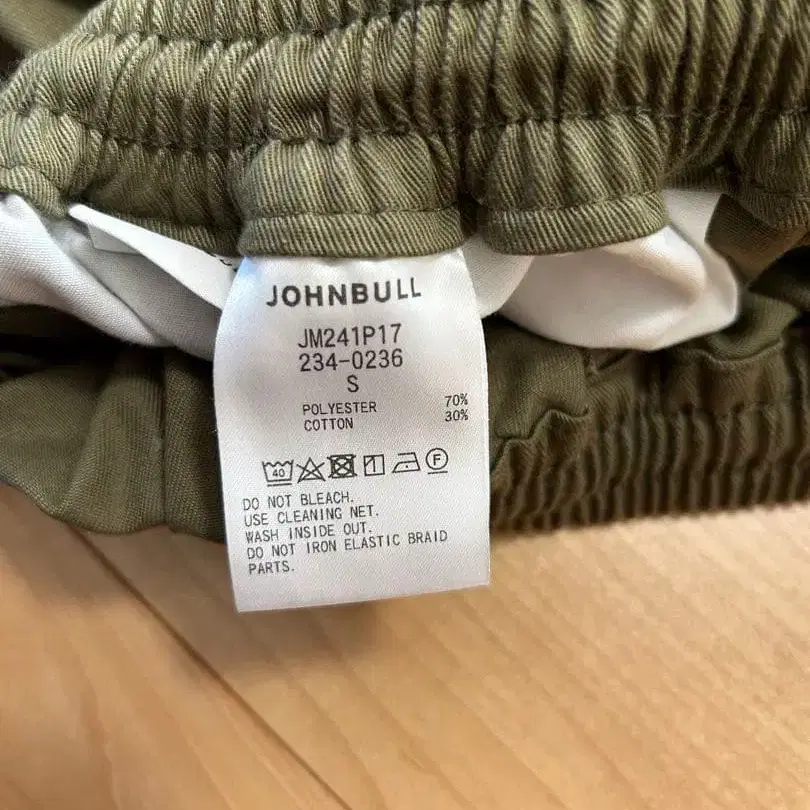 JOHNBULL
JM241P17
234-0236
S
POLYESTER 70%
COTTON 30%
40 F
DO NOT BLEACH.
USE CLEANING NET.
WASH INSIDE OUT.
DO NOT IRON ELASTIC BRAID
PARTS.